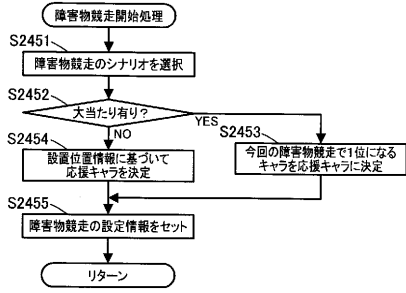 障害物競走開始処理
S2451
障害物競走のシナリオを選択
S2452
大当たり有り?
YES
NO
S2454
S2453
設置位置情報に基づいて
応援キャラを決定
今回の障害物競走で1位になる
キャラを応援キャラに決定
S2455
障害物競走の設定情報をセット
リターン